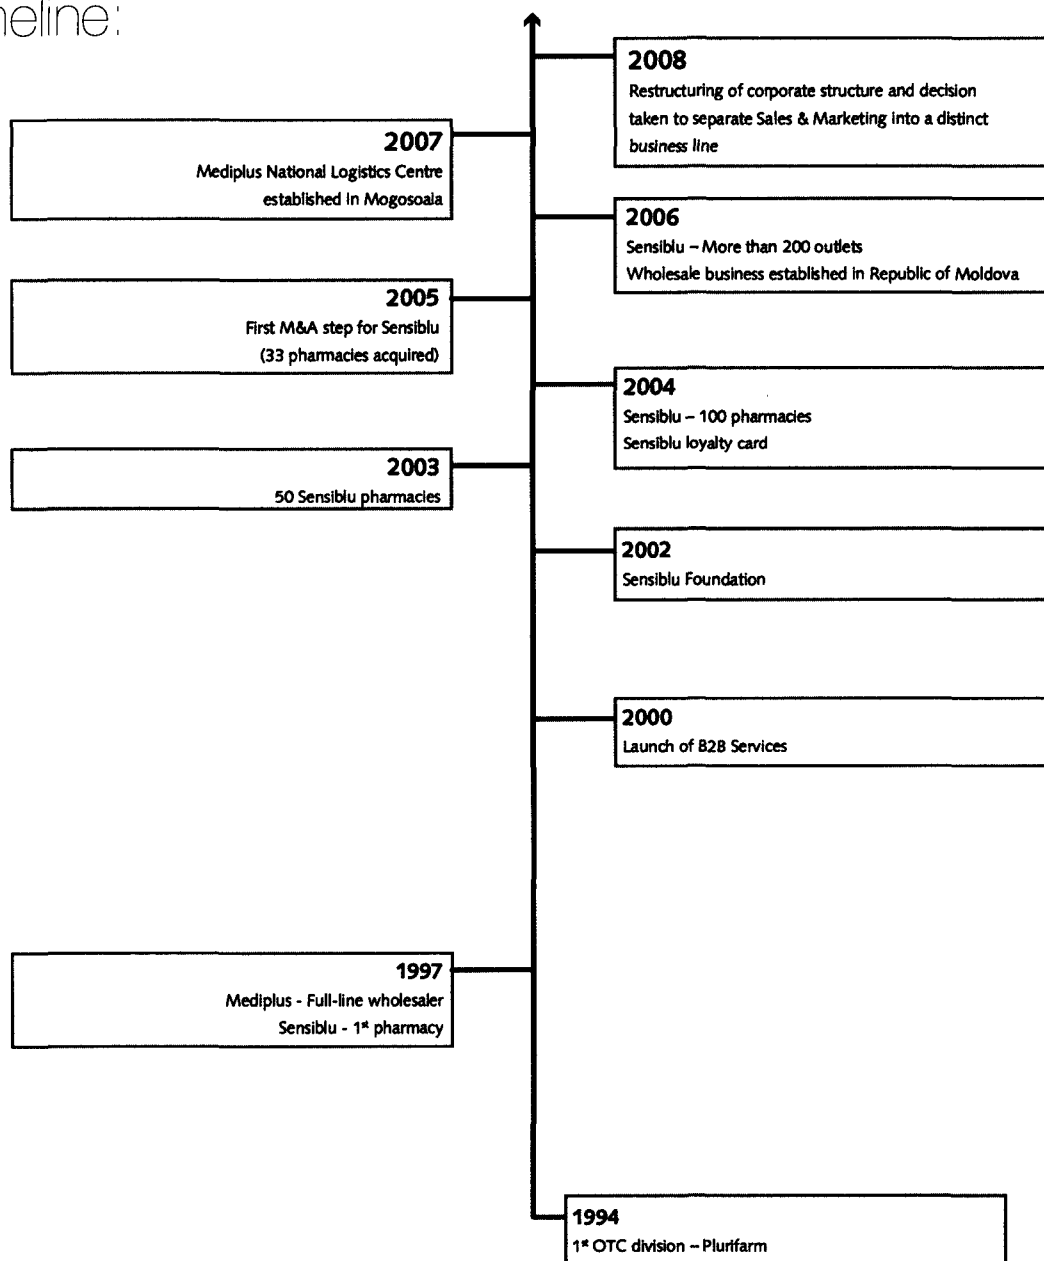 neline:
2008
Restructuring of corporate structure and decision
taken to separate Sales & Marketing into a distinct
business line
2007
Mediplus National Logistics Centre
established in Mogosoaia
2006
Sensiblu – More than 200 outlets
Wholesale business established in Republic of Moldova
2005
First M&A step for Sensiblu
(33 pharmacies acquired)
2004
Sensiblu – 100 pharmacies
Sensiblu loyalty card
2003
50 Sensiblu pharmacies
2002
Sensiblu Foundation
2000
Launch of B2B Services
1997
Mediplus - Full-line wholesaler
Sensiblu - 1st pharmacy
1994
1st OTC division – Plurifarm